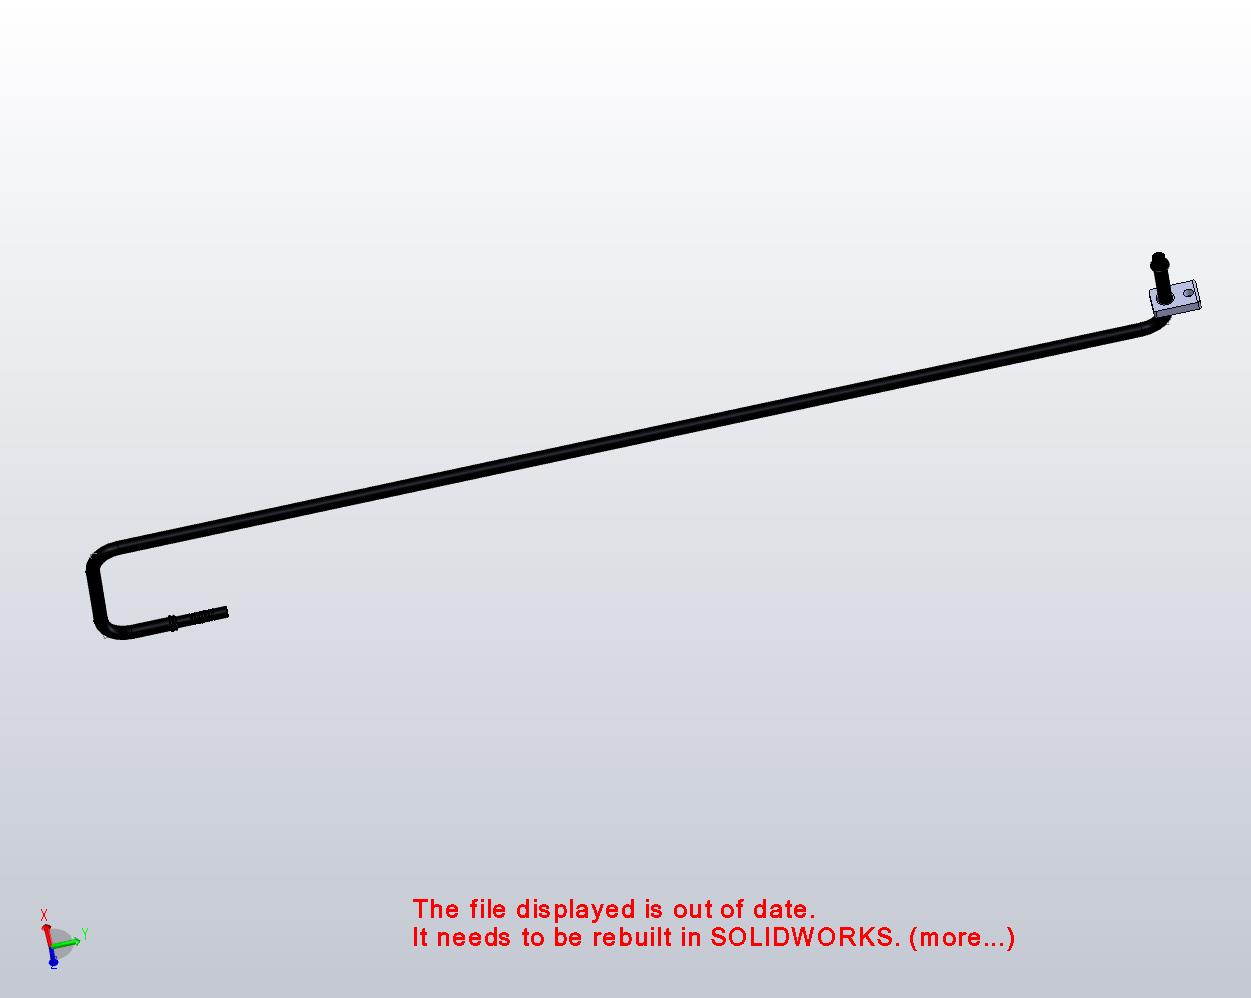 The file displayed is out of date.
It needs to be rebuilt in SOLIDWORKS. (more...)
X
Y
Z